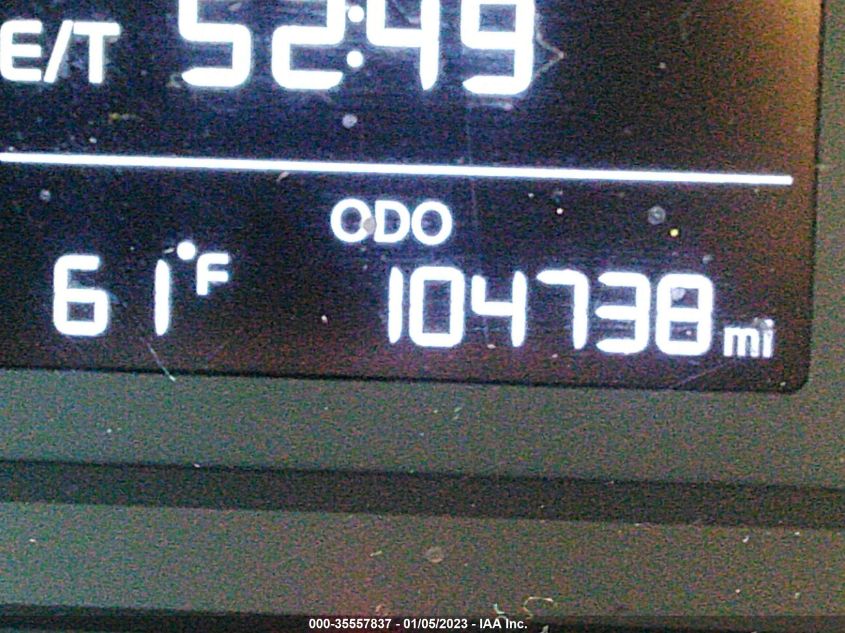 E/T 52:49
ODO
61°F 104738 mi
000-35557837 - 01/05/2023 - IAA Inc.